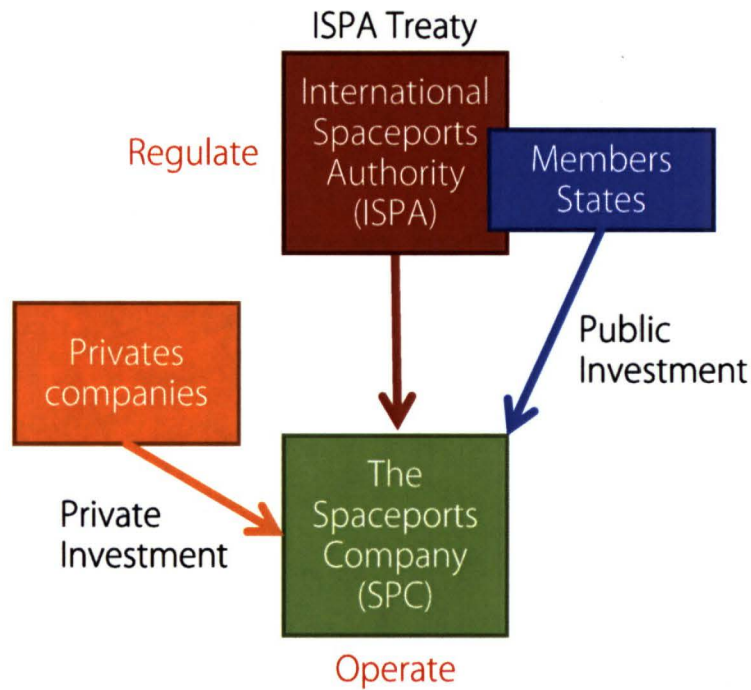 ISPA Treaty
International
Spaceports
Authority
(ISPA)
Regulate
Members
States
Privates
companies
Public
Investment
Private
Investment
The
Spaceports
Company
(SPC)
Operate